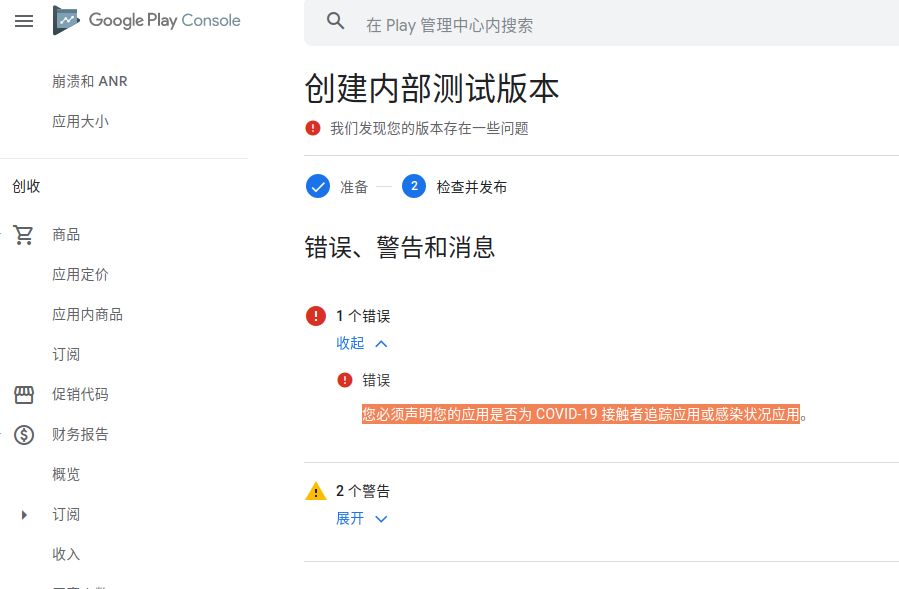 Google Play Console
在 Play 管理中心内搜索
崩溃和 ANR
应用大小
创收
商品
应用定价
应用内商品
订阅
促销代码
财务报告
概览
订阅
收入
创建内部测试版本
我们发现您的版本存在一些问题
准备
2 检查并发布
错误、警告和消息
1 个错误
收起
错误
您必须声明您的应用是否为 COVID-19 接触者追踪应用或感染状况应用。
2 个警告
展开